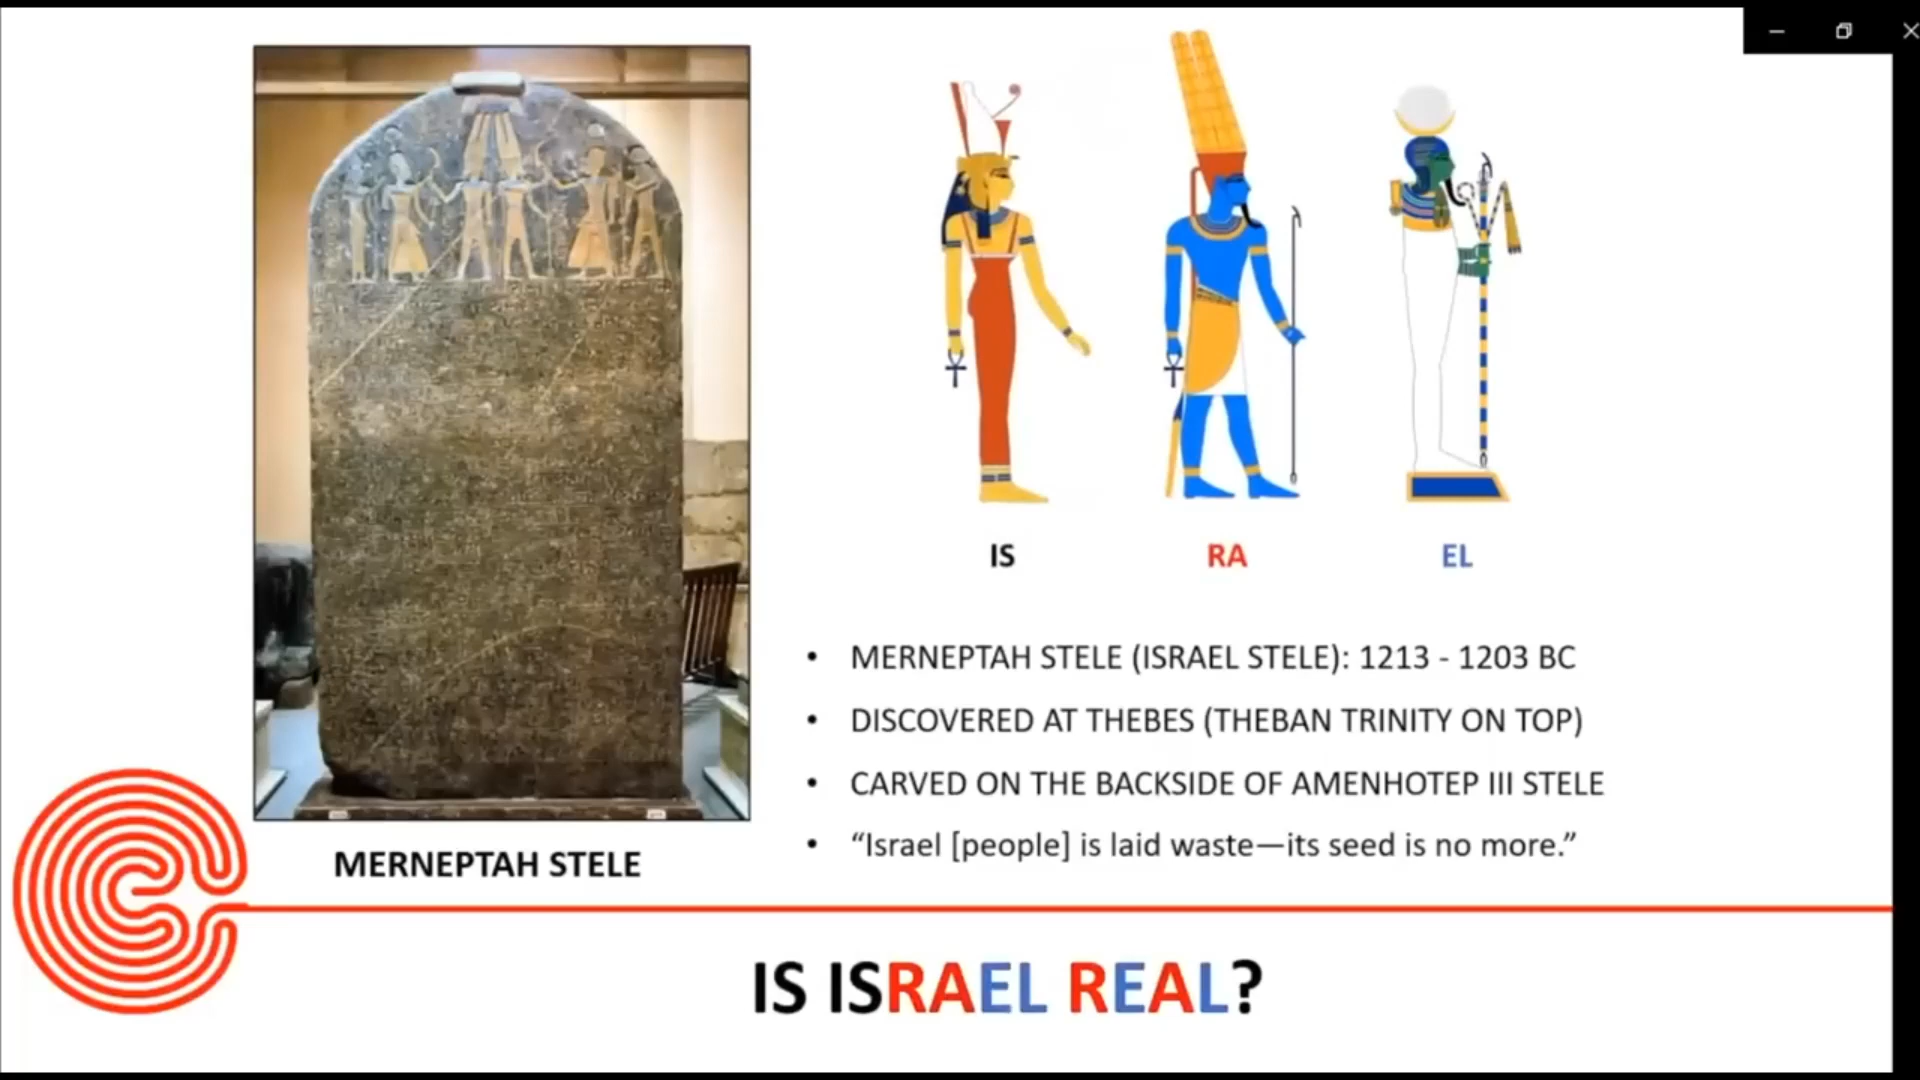 IS RA EL
• MERNEPTAH STELE (ISRAEL STELE): 1213 - 1203 BC
• DISCOVERED AT THEBES (THEBAN TRINITY ON TOP)
• CARVED ON THE BACKSIDE OF AMENHOTEP III STELE
• “Israel [people] is laid waste—its seed is no more.”
MERNEPTAH STELE
IS ISRAEL REAL?